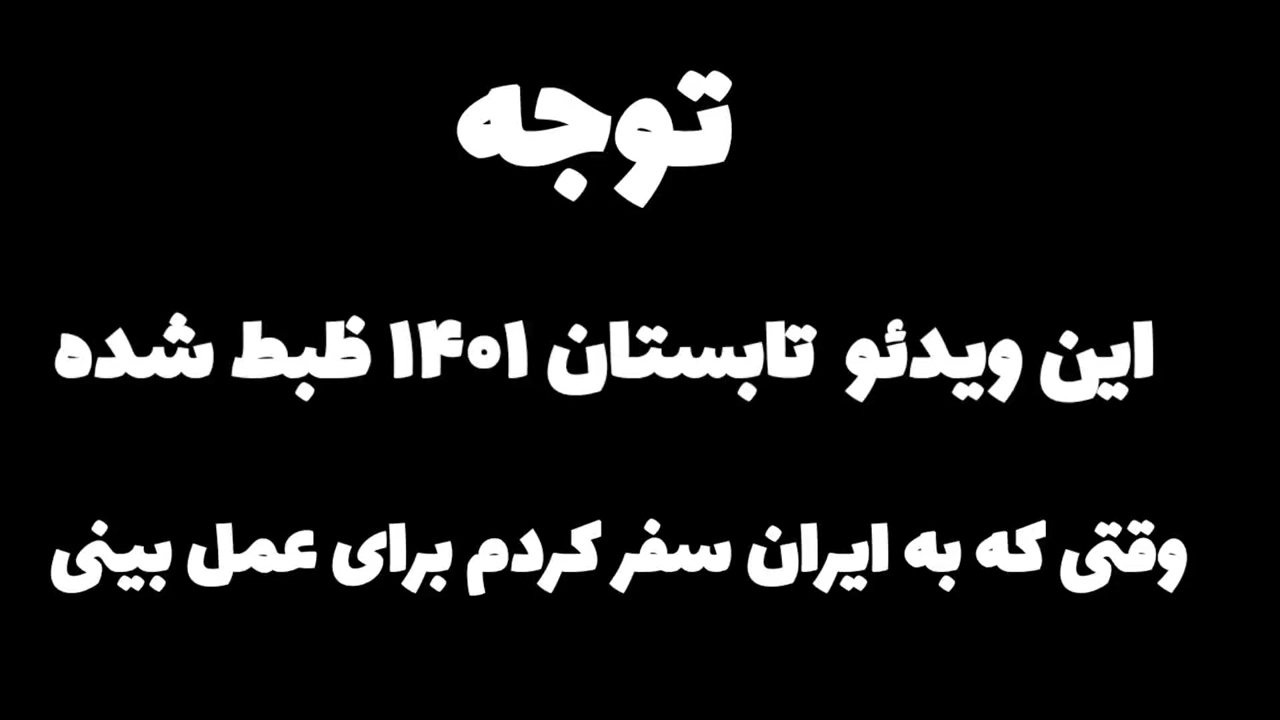 توجه
این ویدئو تابستان ۱۴۰۱ ظبط شده
وقتی که به ایران سفر کردم برای عمل بینی